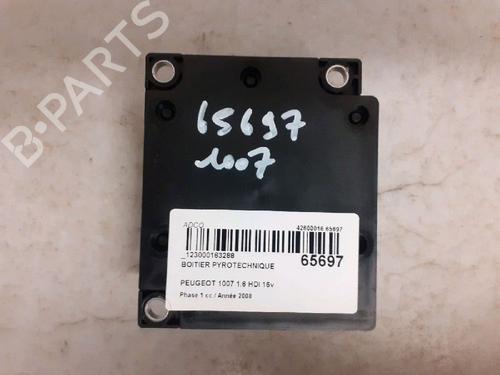 B-PARTS
65697
1007
ADCO
42600016 65697
_123000163288
65697
BOITIER PYROTECHNIQUE
PEUGEOT 1007 1.6 HDI 16v
Phase 1 cc / Année 2008